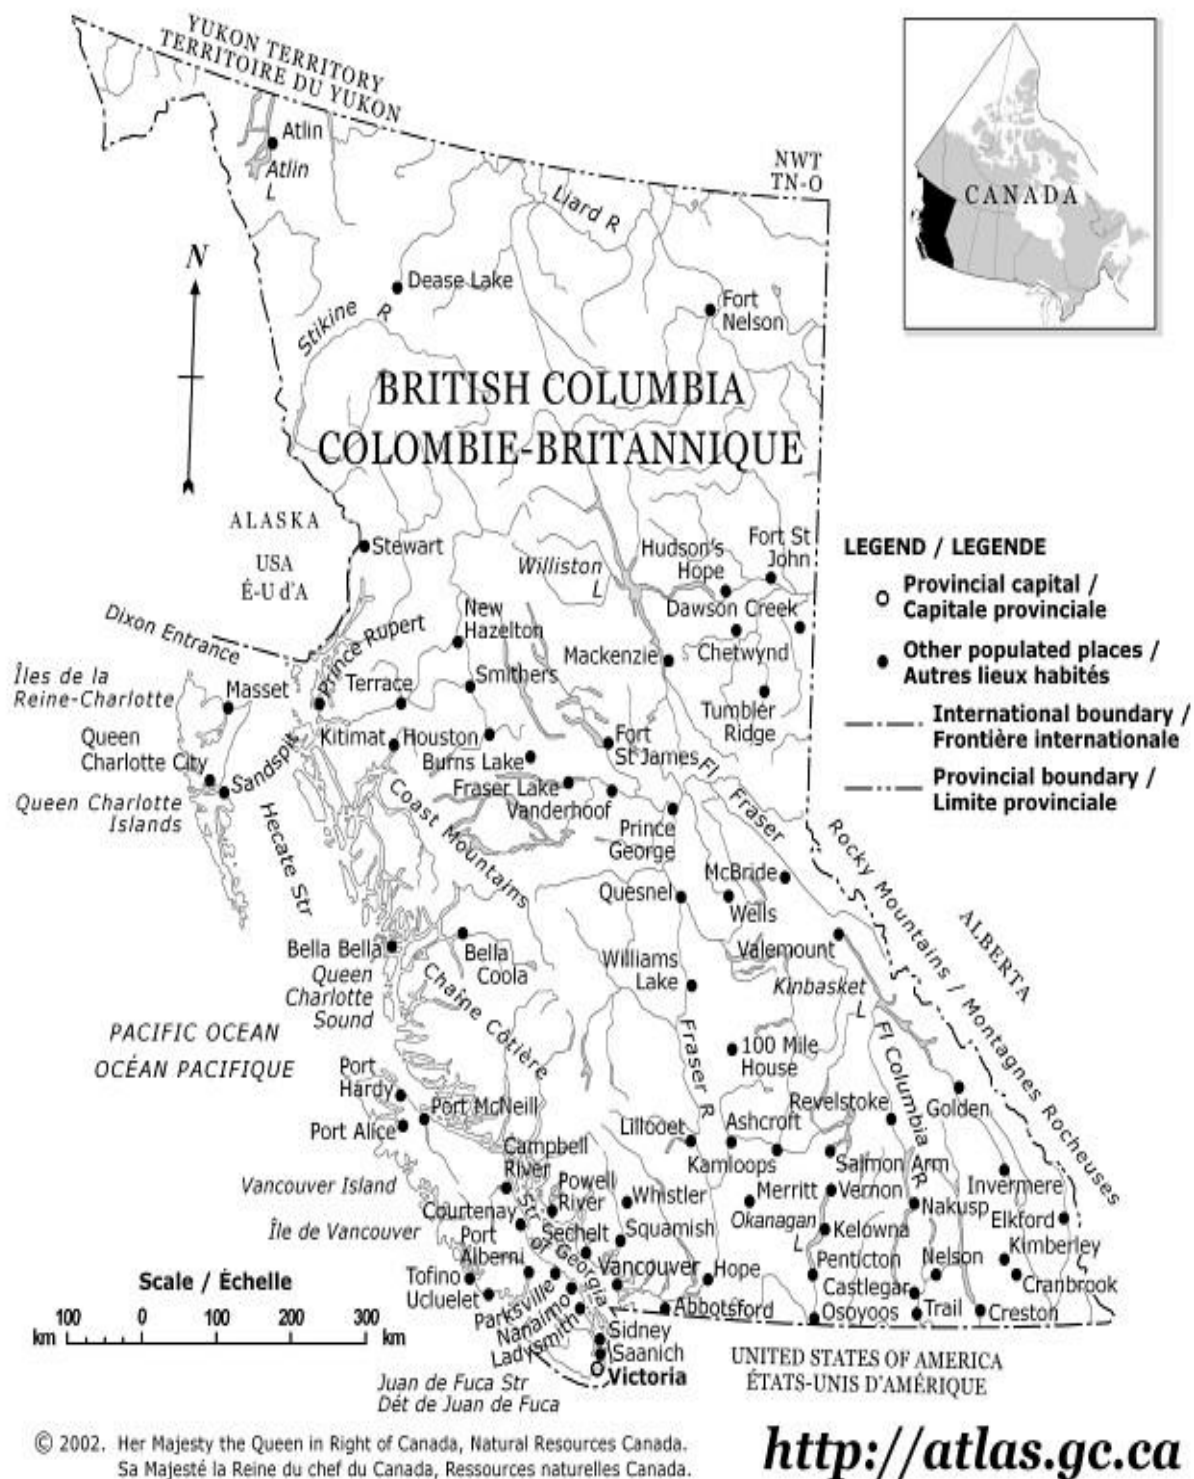 YUKON TERRITORY
TERRITOIRE DU YUKON
NWT
TN-O
CANADA
Atlin
Atlin
L
Liard R
N
Dease Lake
Stikine R
Fort
Nelson
BRITISH COLUMBIA
COLOMBIE-BRITANNIQUE
ALASKA
USA
É-U d'A
Stewart
Williston
L
Hudson's
Hope
Fort St
John
LEGEND / LEGENDE
Provincial capital /
Capitale provinciale
Other populated places /
Autres lieux habités
International boundary /
Frontière internationale
Provincial boundary /
Limite provinciale
Dixon Entrance
Prince Rupert
New
Hazelton
Dawson Creek
Chetwynd
Mackenzie
Îles de la
Reine-Charlotte
Masset
Terrace
Smithers
Tumbler
Ridge
Queen
Charlotte City
Sandspit
Kitimat
Houston
Burns Lake
Fort
St James
Fl Fraser
Fraser Lake
Vanderhoof
Queen Charlotte
Islands
Hecate Str
Coast Mountains
Prince
George
McBride
Rocky Mountains / Montagnes Rocheuses
ALBERTA
Quesnel
Wells
Bella Bella
Bella
Coola
Valemount
Williams
Lake
Kinbasket
L
Queen
Charlotte
Sound
Chaîne Côtière
PACIFIC OCEAN
OCÉAN PACIFIQUE
Fraser R
100 Mile
House
Fl Columbia R
Port
Hardy
Port McNeill
Port Alice
Revelstoke
Golden
Lillooet
Ashcroft
Kamloops
Salmon Arm
Campbell
River
Powell
River
Whistler
Merritt
Vernon
Nakusp
Invermere
Vancouver Island
Île de Vancouver
Courtenay
Str of Georgia
Sechelt
Squamish
Okanagan
L
Kelowna
Elkford
Kimberley
Port
Alberni
Tofino
Ucluelet
Vancouver
Hope
Penticton
Castlegar
Nelson
Cranbrook
Parksville
Nanaimo
Ladysmith
Abbotsford
Osoyoos
Trail
Creston
Sidney
Saanich
Victoria
Scale / Échelle
100 0 100 200 300
km km
Juan de Fuca Str
Dét de Juan de Fuca
UNITED STATES OF AMERICA
ÉTATS-UNIS D'AMÉRIQUE
© 2002. Her Majesty the Queen in Right of Canada, Natural Resources Canada.
Sa Majesté la Reine du chef du Canada, Ressources naturelles Canada.
http://atlas.gc.ca